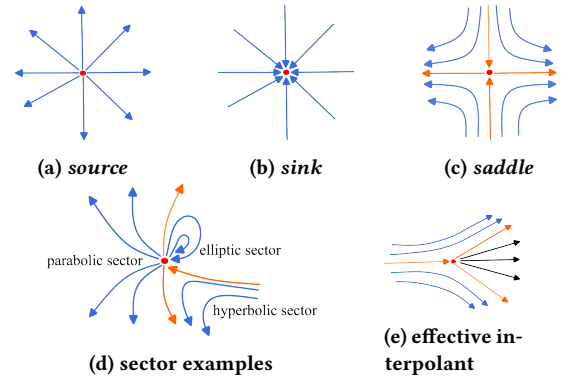 (a) source
(b) sink
(c) saddle
elliptic sector
parabolic sector
hyperbolic sector
(d) sector examples
(e) effective in-
terpolant